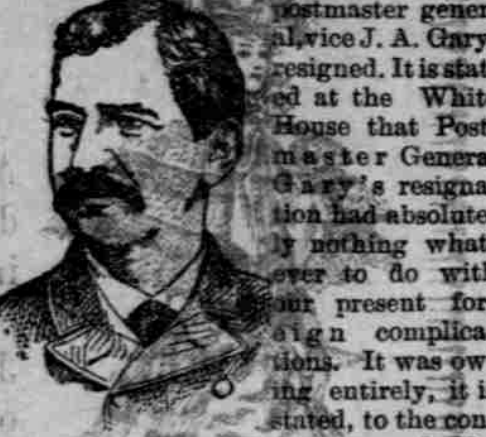 postmaster gener
al, vice J. A. Gary
resigned. It is stat
ed at the Whit
House that Post
master Genera
Gary's resigna
tion had absolute
ly nothing what
ever to do with
our present for
eign complica
tions. It was ow
ing entirely, it i
stated, to the con